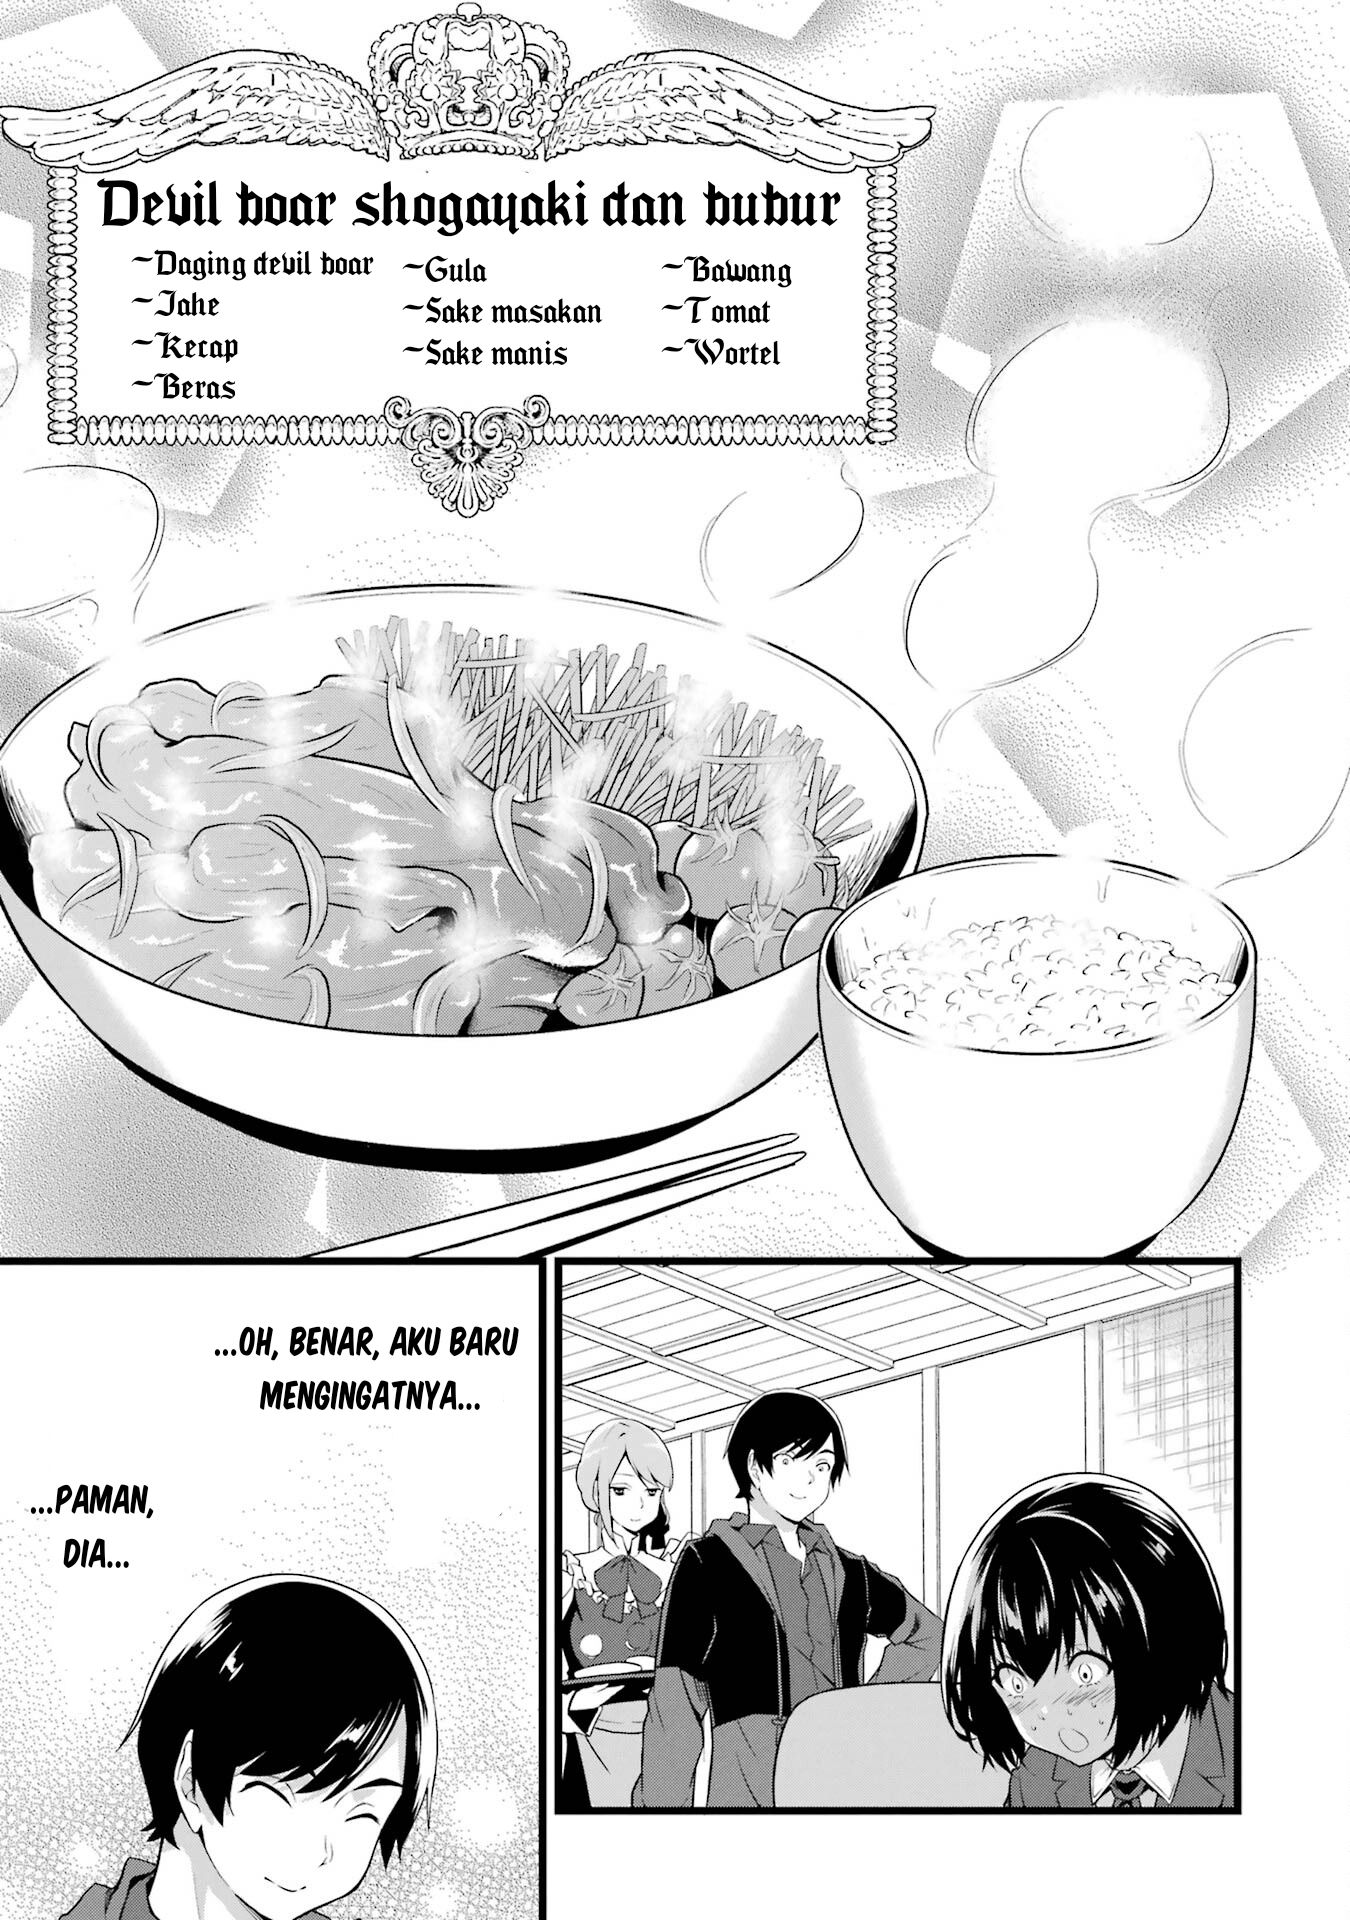 Devil boar shogayaki dan bubur
~Daging devil boar
~Jahe
~Kecap
~Beras
~Gula
~Sake masakan
~Sake manis
~Bawang
~Tomat
~Wortel
...OH, BENAR, AKU BARU
MENGINGATNYA...
...PAMAN,
DIA...